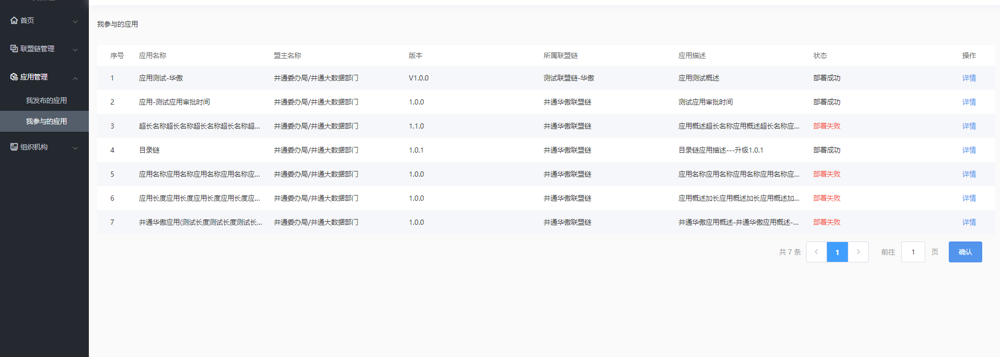 首页
联盟链管理
应用管理
我发布的应用
我参与的应用
组织机构
我参与的应用
序号 应用名称 盟主名称 版本 所属联盟链 应用描述 状态 操作
1 应用测试-华傲 井通委办局/井通大数据部门 V1.0.0 测试联盟链-华傲 应用测试概述 部署成功 详情
2 应用-测试应用审批时间 井通委办局/井通大数据部门 1.0.0 井通华傲联盟链 测试应用审批时间 部署成功 详情
3 超长名称超长名称超长名称超长名称超... 井通委办局/井通大数据部门 1.1.0 井通华傲联盟链 应用概述超长名称应用概述超长名称应... 部署失败 详情
4 目录链 井通委办局/井通大数据部门 1.0.1 井通华傲联盟链 目录链应用描述---升级1.0.1 部署成功 详情
5 应用名称应用名称应用名称应用名称应... 井通委办局/井通大数据部门 1.0.0 井通华傲联盟链 应用名称应用名称应用名称应用名称应... 部署失败 详情
6 应用长度应用长度应用长度应用长度应... 井通委办局/井通大数据部门 1.0.0 井通华傲联盟链 应用概述加长应用概述加长应用概述加... 部署失败 详情
7 井通华傲应用(测试长度测试长度测试长... 井通委办局/井通大数据部门 1.0.0 井通华傲联盟链 井通华傲应用概述-井通华傲应用概述-... 部署失败 详情
共 7 条 1 前往 1 页 确认